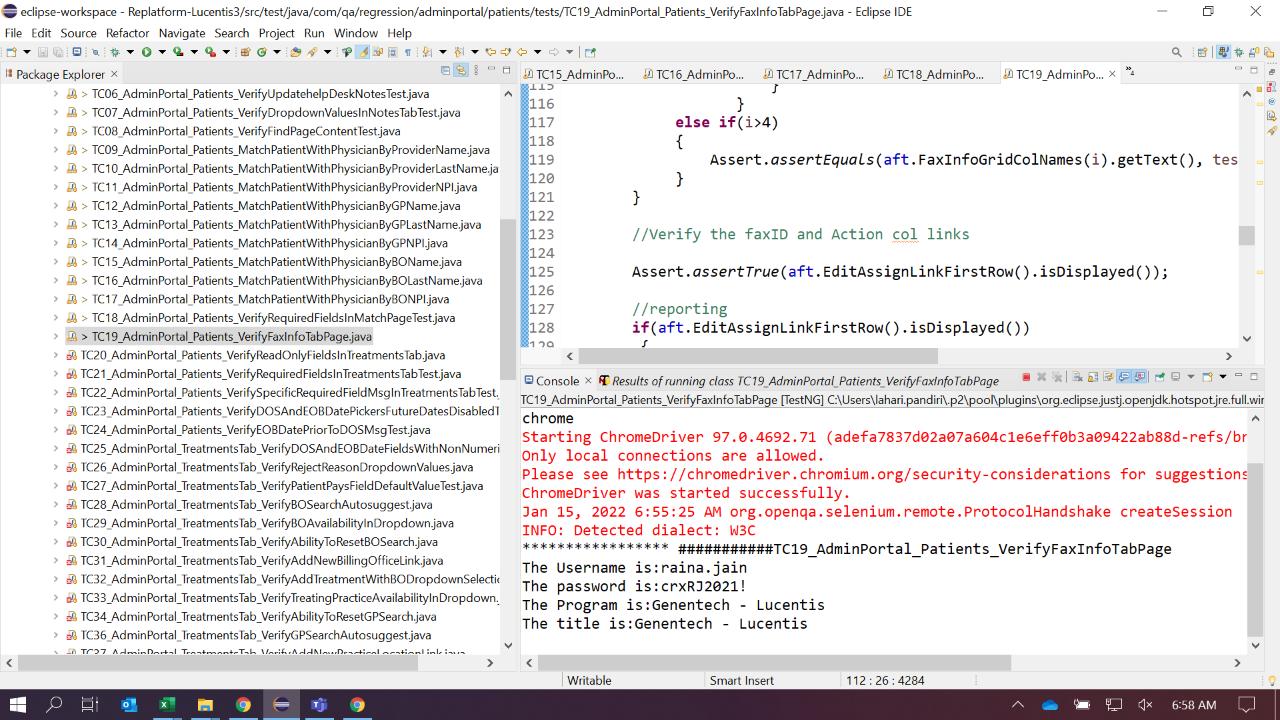 eclipse-workspace - Replatform-Lucentis3/src/test/java/com/qa/regression/adminportal/patients/tests/TC19_AdminPortal_Patients_VerifyFaxInfoTabPage.java - Eclipse IDE
File Edit Source Refactor Navigate Search Project Run Window Help
Package Explorer
> TC06_AdminPortal_Patients_VerifyUpdatehelpDeskNotesTest.java
> TC07_AdminPortal_Patients_VerifyDropdownValuesInNotesTabTest.java
> TC08_AdminPortal_Patients_VerifyFindPageContentTest.java
> TC09_AdminPortal_Patients_MatchPatientWithPhysicianByProviderName.java
> TC10_AdminPortal_Patients_MatchPatientWithPhysicianByProviderLastName.ja
> TC11_AdminPortal_Patients_MatchPatientWithPhysicianByProviderNPI.java
> TC12_AdminPortal_Patients_MatchPatientWithPhysicianByGPName.java
> TC13_AdminPortal_Patients_MatchPatientWithPhysicianByGPLastName.java
> TC14_AdminPortal_Patients_MatchPatientWithPhysicianByGPNPI.java
> TC15_AdminPortal_Patients_MatchPatientWithPhysicianByBOName.java
> TC16_AdminPortal_Patients_MatchPatientWithPhysicianByBOLastName.java
> TC17_AdminPortal_Patients_MatchPatientWithPhysicianByBONPI.java
> TC18_AdminPortal_Patients_VerifyRequiredFieldsInMatchPageTest.java
> TC19_AdminPortal_Patients_VerifyFaxInfoTabPage.java
TC20_AdminPortal_Patients_VerifyReadOnlyFieldsInTreatmentsTab.java
TC21_AdminPortal_Patients_VerifyRequiredFieldsInTreatmentsTabTest.java
TC22_AdminPortal_Patients_VerifySpecificRequiredFieldMsgInTreatmentsTabTest.
TC23_AdminPortal_Patients_VerifyDOSAndEOBDatePickersFutureDatesDisabledT
TC24_AdminPortal_Patients_VerifyEOBDatePriorToDOSMsgTest.java
TC25_AdminPortal_TreatmentsTab_VerifyDOSAndEOBDateFieldsWithNonNumeri
TC26_AdminPortal_TreatmentsTab_VerifyRejectReasonDropdownValues.java
TC27_AdminPortal_TreatmentsTab_VerifyPatientPaysFieldDefaultValueTest.java
TC28_AdminPortal_TreatmentsTab_VerifyBOSearchAutosuggest.java
TC29_AdminPortal_TreatmentsTab_VerifyBOAvailabilityInDropdown.java
TC30_AdminPortal_TreatmentsTab_VerifyAbilityToResetBOSearch.java
TC31_AdminPortal_TreatmentsTab_VerifyAddNewBillingOfficeLink.java
TC32_AdminPortal_TreatmentsTab_VerifyAddTreatmentWithBODropdownSelectio
TC33_AdminPortal_TreatmentsTab_VerifyTreatingPracticeAvailabilityInDropdown.
TC34_AdminPortal_TreatmentsTab_VerifyAbilityToResetGPSearch.java
TC36_AdminPortal_TreatmentsTab_VerifyGPSearchAutosuggest.java
TC37_AdminPortal_TreatmentsTab_VerifyAddNewPracticeLocationLink.java
TC15_AdminPo... TC16_AdminPo... TC17_AdminPo... TC18_AdminPo... TC19_AdminPo... 4
115 }
116 }
117 else if(i>4)
118 {
119 Assert.assertEquals(aft.FaxInfoGridColNames(i).getText(), tes
120 }
121 }
122
123 //Verify the faxID and Action col links
124
125 Assert.assertTrue(aft.EditAssignLinkFirstRow().isDisplayed());
126
127 //reporting
128 if(aft.EditAssignLinkFirstRow().isDisplayed())
129 {
Console Results of running class TC19_AdminPortal_Patients_VerifyFaxInfoTabPage
TC19_AdminPortal_Patients_VerifyFaxInfoTabPage [TestNG] C:\Users\lahari.pandiri\.p2\pool\plugins\org.eclipse.justj.openjdk.hotspot.jre.full.wir
chrome
Starting ChromeDriver 97.0.4692.71 (adefa7837d02a07a604c1e6eff0b3a09422ab88d-refs/br
Only local connections are allowed.
Please see https://chromedriver.chromium.org/security-considerations for suggestions
ChromeDriver was started successfully.
Jan 15, 2022 6:55:25 AM org.openqa.selenium.remote.ProtocolHandshake createSession
INFO: Detected dialect: W3C
***************** ###########TC19_AdminPortal_Patients_VerifyFaxInfoTabPage
The Username is:raina.jain
The password is:crxRJ2021!
The Program is:Genentech - Lucentis
The title is:Genentech - Lucentis
Writable Smart Insert 112 : 26 : 4284
6:58 AM